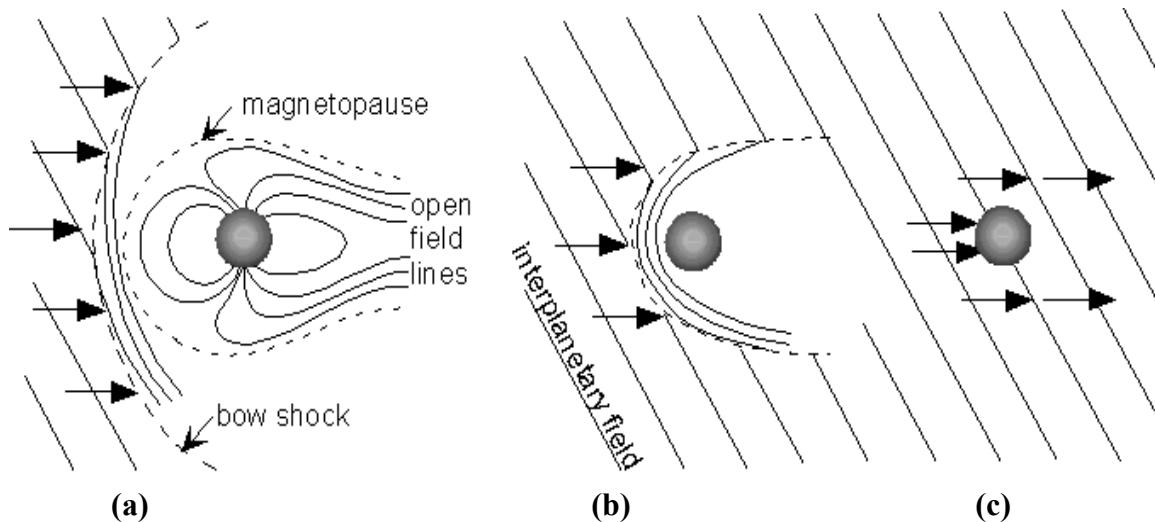 magnetopause
open
field
lines
bow shock
interplanetary field
(a)
(b)
(c)